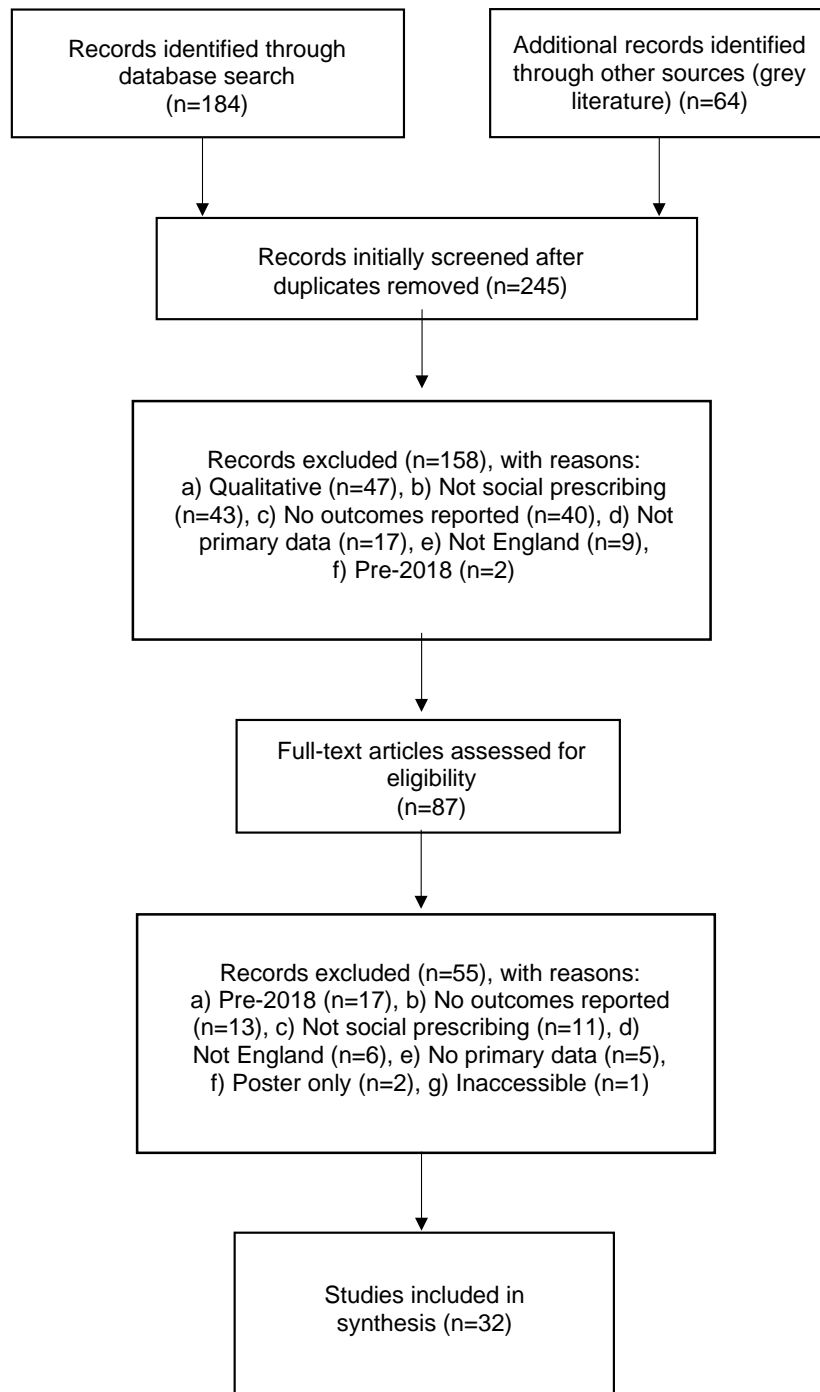 Records identified through
database search
(n=184)
Additional records identified
through other sources (grey
literature) (n=64)
Records initially screened after
duplicates removed (n=245)
Records excluded (n=158), with reasons:
a) Qualitative (n=47), b) Not social prescribing
(n=43), c) No outcomes reported (n=40), d) Not
primary data (n=17), e) Not England (n=9),
f) Pre-2018 (n=2)
Full-text articles assessed for
eligibility
(n=87)
Records excluded (n=55), with reasons:
a) Pre-2018 (n=17), b) No outcomes reported
(n=13), c) Not social prescribing (n=11), d)
Not England (n=6), e) No primary data (n=5),
f) Poster only (n=2), g) Inaccessible (n=1)
Studies included in
synthesis (n=32)